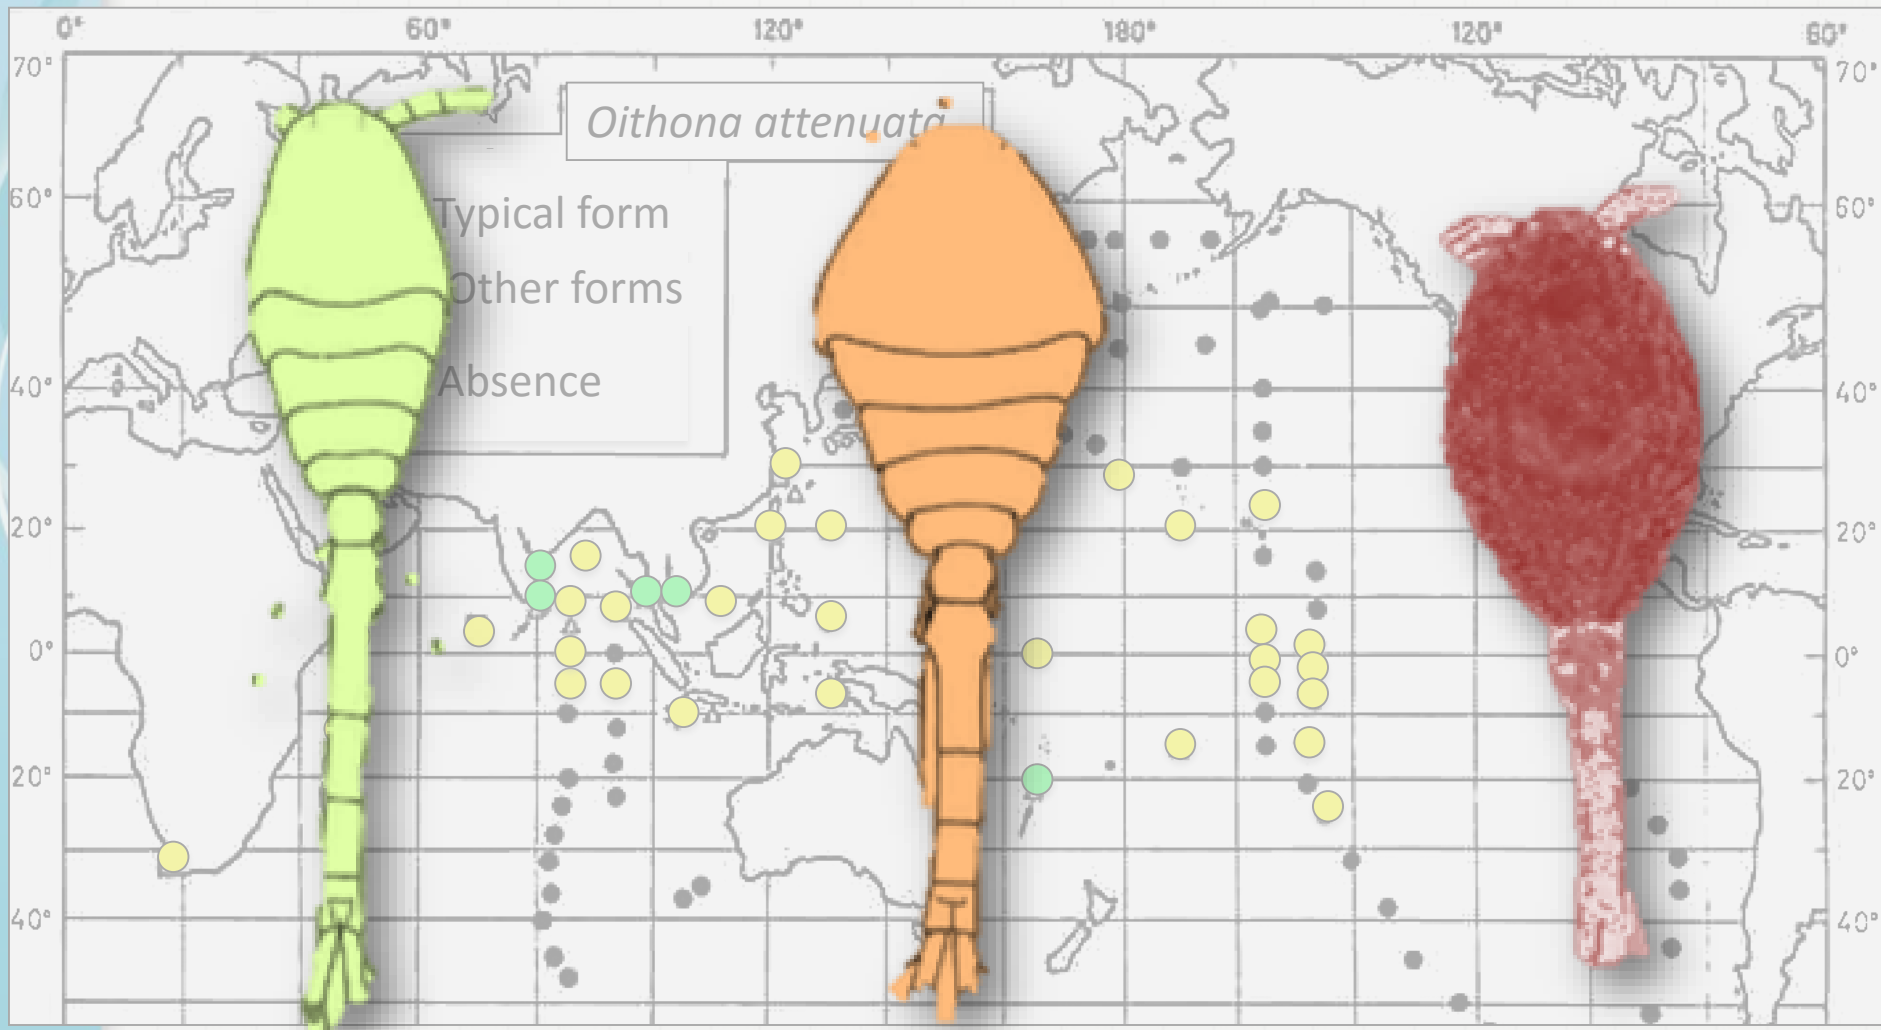 0° 60° 120° 180° 120° 60°
70° 70°
Oithona attenuata
60° Typical form 60°
Other forms
40° Absence 40°
20° 20°
0° 0°
20° 20°
40° 40°